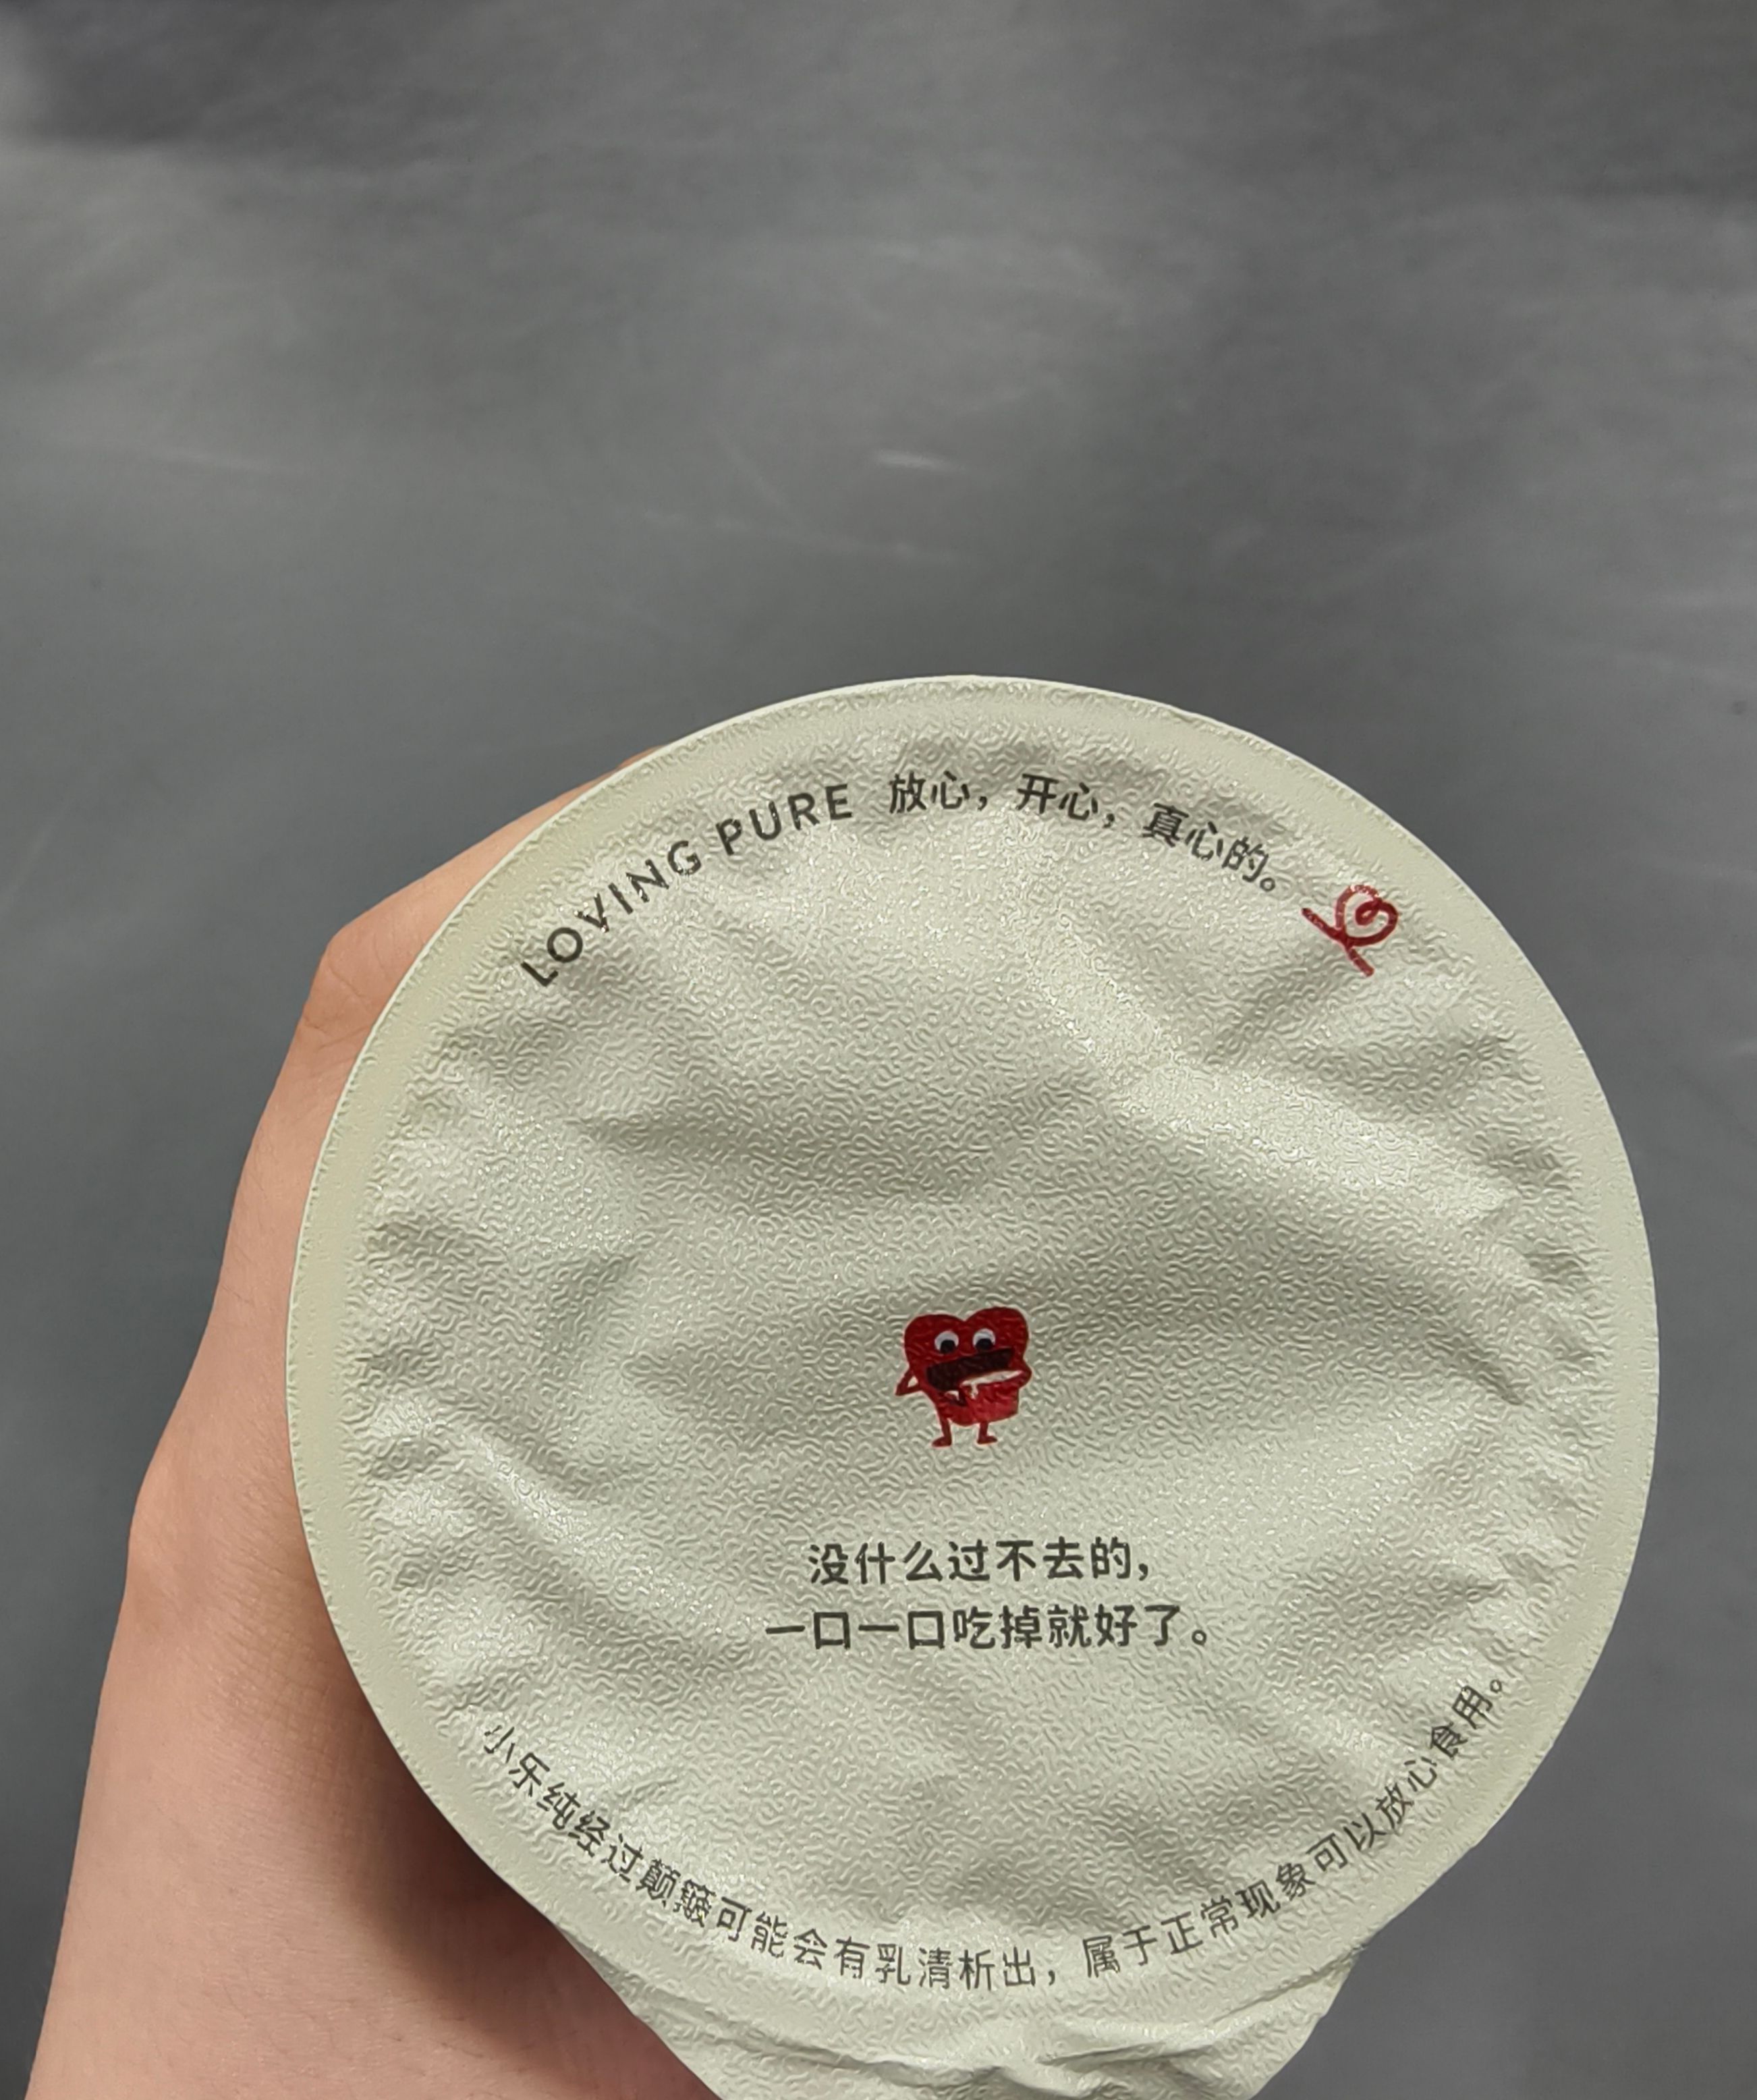 LOVING PURE 放心，开心，真心的。
没什么过不去的，
一口一口吃掉就好了。
小乐纯经过颠簸可能会有乳清析出，属于正常现象可以放心食用。